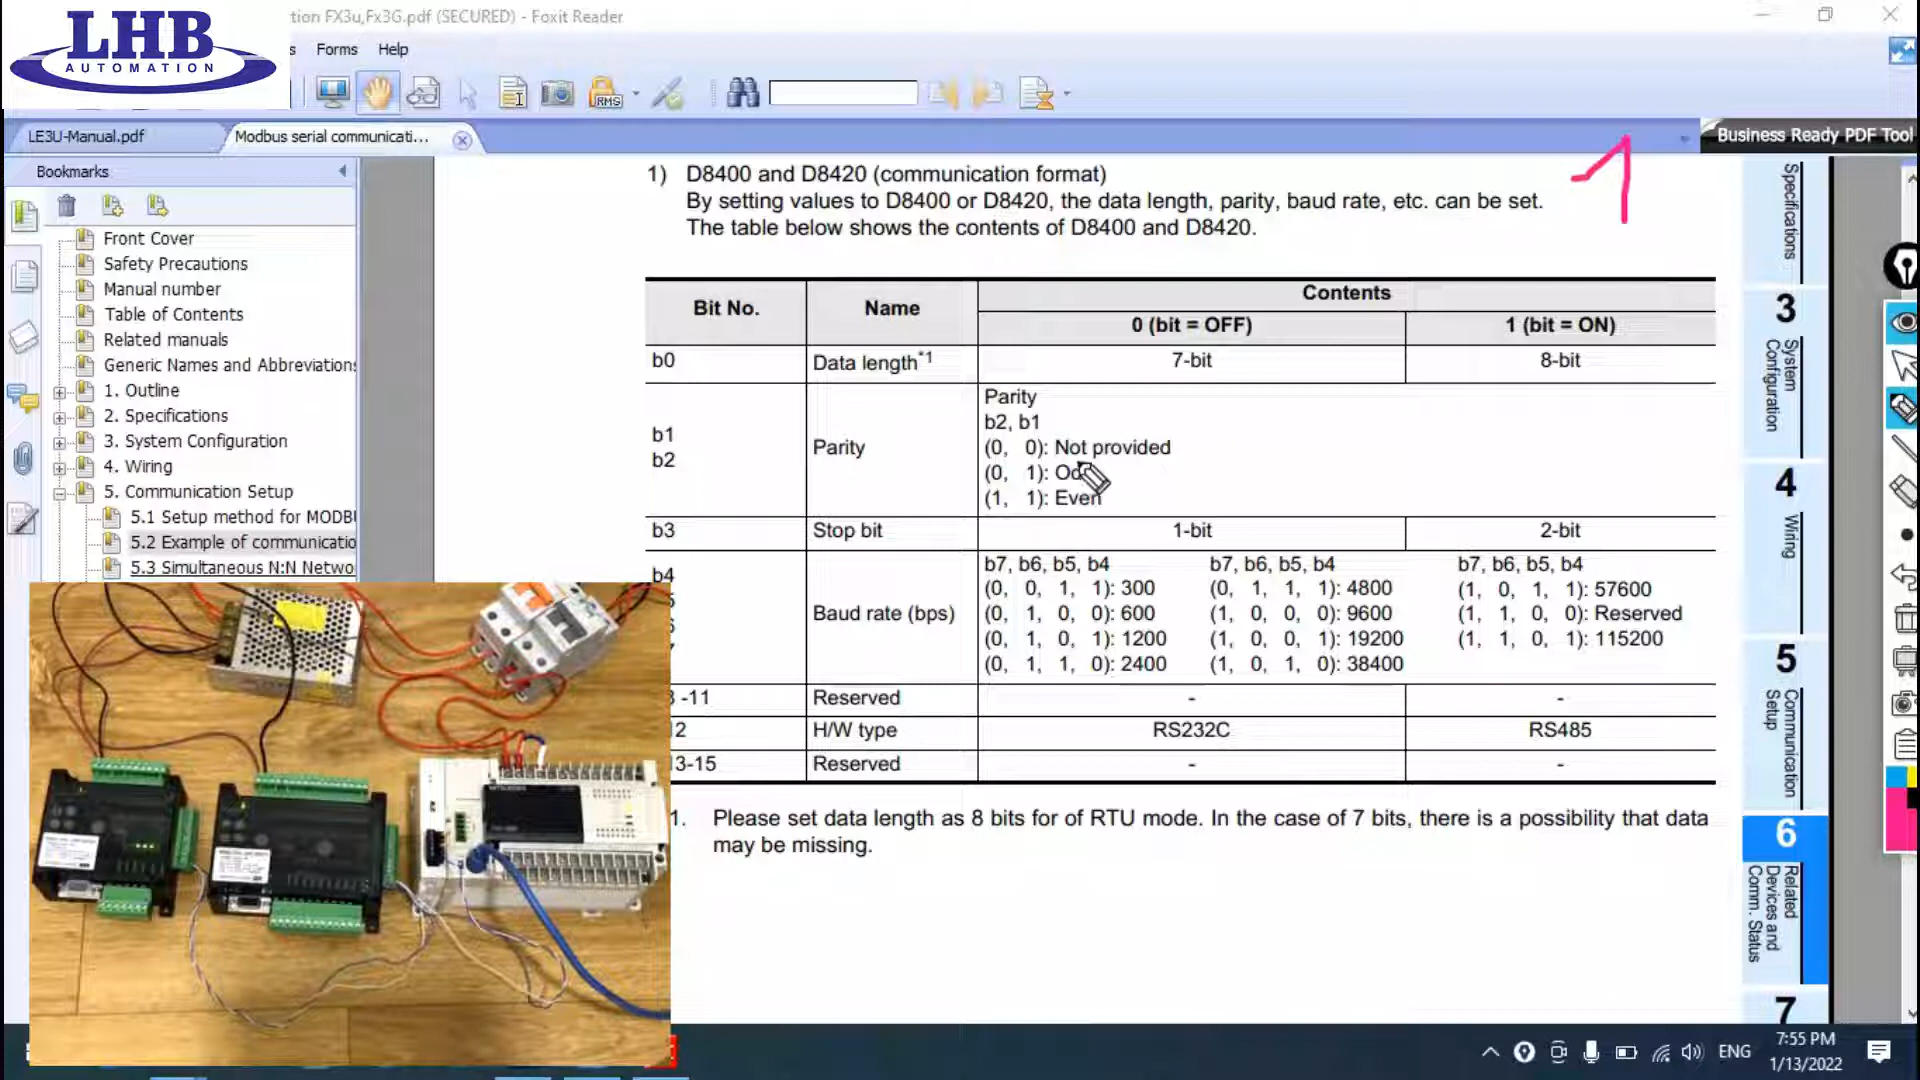 LHB
AUTOMATION
tion FX3u,Fx3G.pdf (SECURED) - Foxit Reader
s Forms Help
RMS
LE3U-Manual.pdf
Modbus serial communicati...
Business Ready PDF Tool
Bookmarks
Front Cover
Safety Precautions
Manual number
Table of Contents
Related manuals
Generic Names and Abbreviations
1. Outline
2. Specifications
3. System Configuration
4. Wiring
5. Communication Setup
5.1 Setup method for MODB
5.2 Example of communicatio
5.3 Simultaneous N:N Netwo
1
1) D8400 and D8420 (communication format)
By setting values to D8400 or D8420, the data length, parity, baud rate, etc. can be set.
The table below shows the contents of D8400 and D8420.
Bit No. Name Contents
0 (bit = OFF) 1 (bit = ON)
b0 Data length*1 7-bit 8-bit
b1
b2
Parity
Parity
b2, b1
(0, 0): Not provided
(0, 1): Od
(1, 1): Even
b3 Stop bit 1-bit 2-bit
b4
Baud rate (bps)
b7, b6, b5, b4 b7, b6, b5, b4 b7, b6, b5, b4
(0, 0, 1, 1): 300 (0, 1, 1, 1): 4800 (1, 0, 1, 1): 57600
(0, 1, 0, 0): 600 (1, 0, 0, 0): 9600 (1, 1, 0, 0): Reserved
(0, 1, 0, 1): 1200 (1, 0, 0, 1): 19200 (1, 1, 0, 1): 115200
(0, 1, 1, 0): 2400 (1, 0, 1, 0): 38400
-11 Reserved - -
2 H/W type RS232C RS485
3-15 Reserved - -
1. Please set data length as 8 bits for of RTU mode. In the case of 7 bits, there is a possibility that data
may be missing.
Specifications
3
System
Configuration
4
Wiring
5
Communication
Setup
6
Related
Devices and
Comm. Status
7
ENG
7:55 PM
1/13/2022